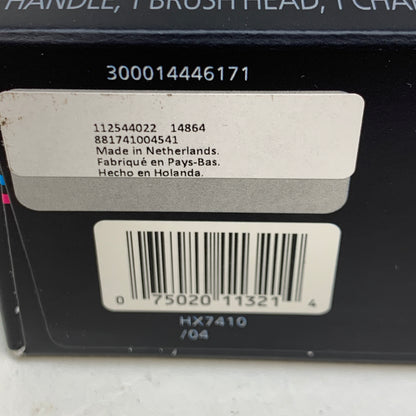 HANDLE, 1 BRUSH HEAD, 1
300014446171
112544022 14864
881741004541
Made in Netherlands.
Fabriqué en Pays-Bas.
Hecho en Holanda.
0 75020 11321 4
HX7410
/04